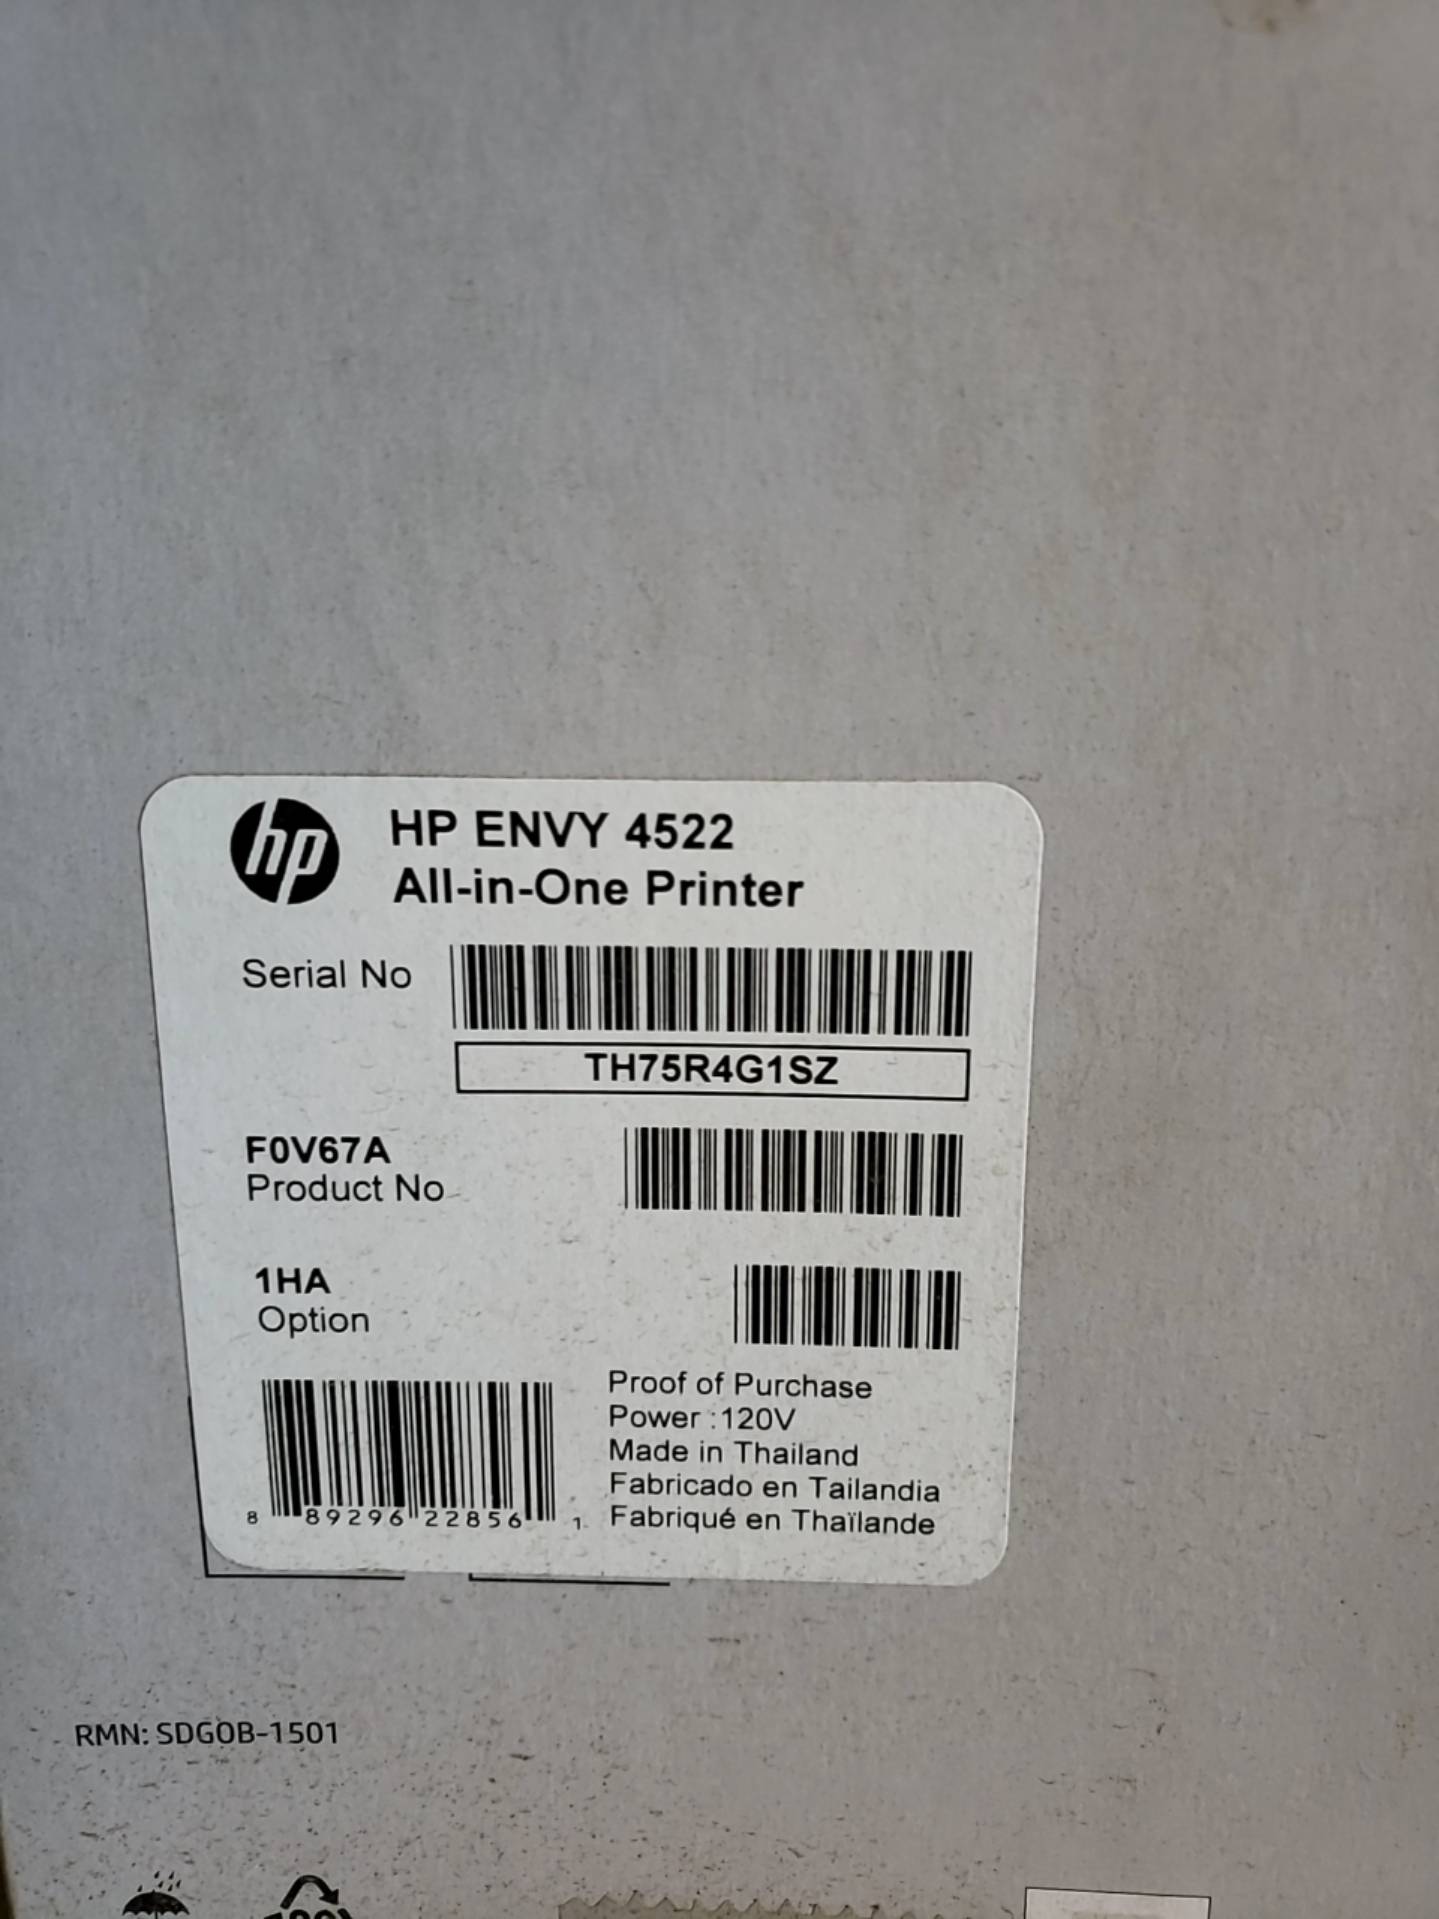 hp
HP ENVY 4522
All-in-One Printer
Serial No
TH75R4G1SZ
F0V67A
Product No
1HA
Option
Proof of Purchase
Power :120V
Made in Thailand
Fabricado en Tailandia
Fabriqué en Thaïlande
8 89296 22856 1
RMN: SDGOB-1501